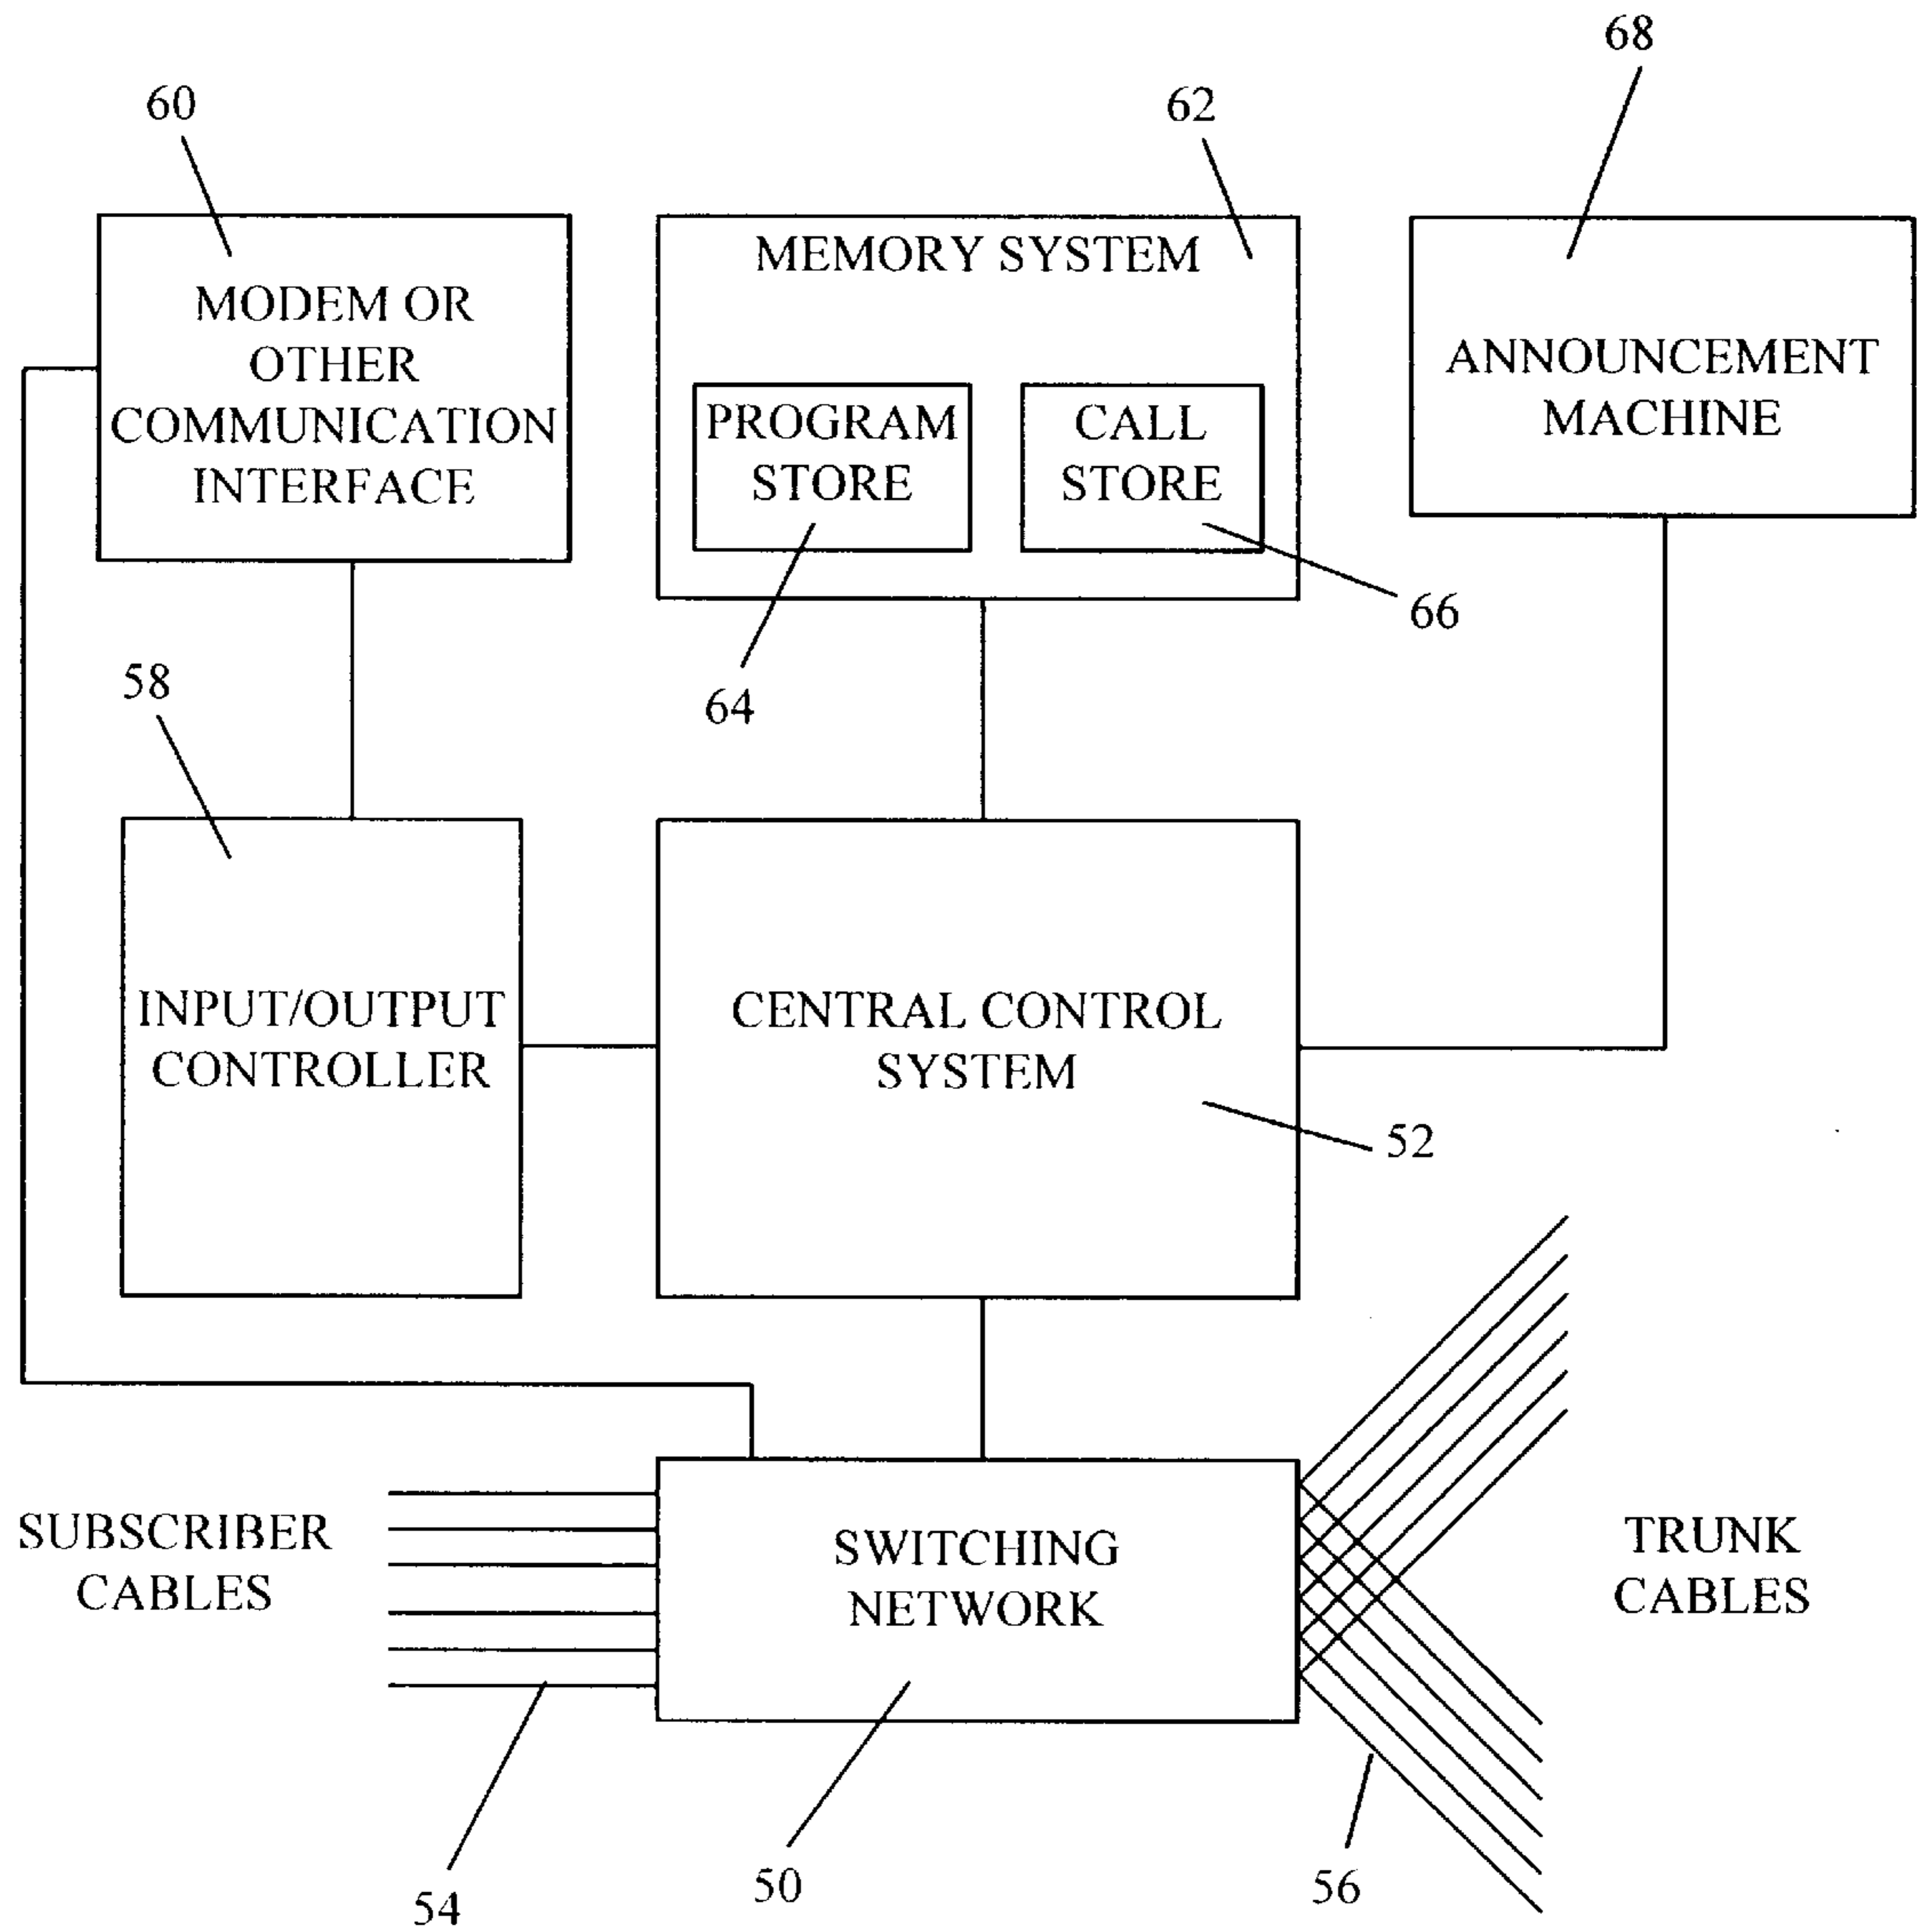 68
60
62
MEMORY SYSTEM
MODEM OR
OTHER
COMMUNICATION
INTERFACE
PROGRAM
STORE
CALL
STORE
ANNOUNCEMENT
MACHINE
66
64
58
INPUT/OUTPUT
CONTROLLER
CENTRAL CONTROL
SYSTEM
52
SUBSCRIBER
CABLES
SWITCHING
NETWORK
TRUNK
CABLES
54
50
56